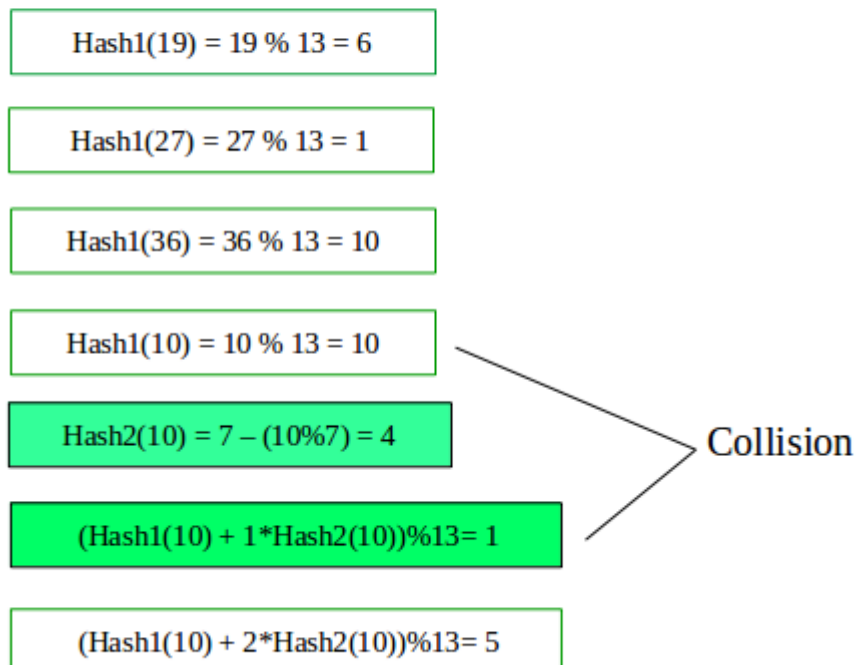 Hash1(19) = 19 % 13 = 6
Hash1(27) = 27 % 13 = 1
Hash1(36) = 36 % 13 = 10
Hash1(10) = 10 % 13 = 10
Hash2(10) = 7 – (10%7) = 4
Collision
(Hash1(10) + 1*Hash2(10))%13= 1
(Hash1(10) + 2*Hash2(10))%13= 5